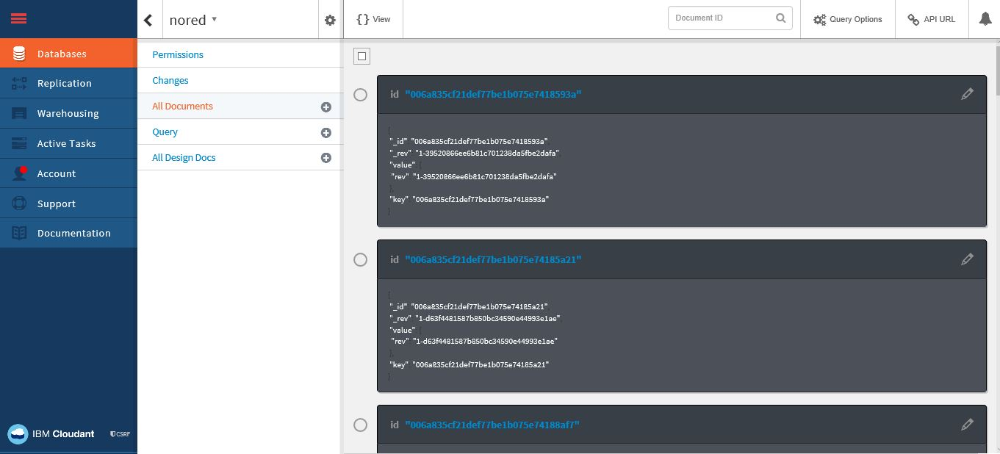 nored
{} View
Document ID
Query Options
API URL
Databases
Replication
Warehousing
Active Tasks
Account
Support
Documentation
IBM Cloudant
CSRF
Permissions
Changes
All Documents
Query
All Design Docs
id "006a835cf21def77be1b075e7418593a"
{
"_id" "006a835cf21def77be1b075e7418593a"
"_rev" "1-39520866ee6b81c701238da5fbe2dafa",
"value" {
"rev" "1-39520866ee6b81c701238da5fbe2dafa"
},
"key" "006a835cf21def77be1b075e7418593a"
}
id "006a835cf21def77be1b075e74185a21"
{
"_id" "006a835cf21def77be1b075e74185a21",
"_rev" "1-d63f4481587b850bc34590e44993e1ae",
"value" {
"rev" "1-d63f4481587b850bc34590e44993e1ae"
},
"key" "006a835cf21def77be1b075e74185a21"
}
id "006a835cf21def77be1b075e74188af7"